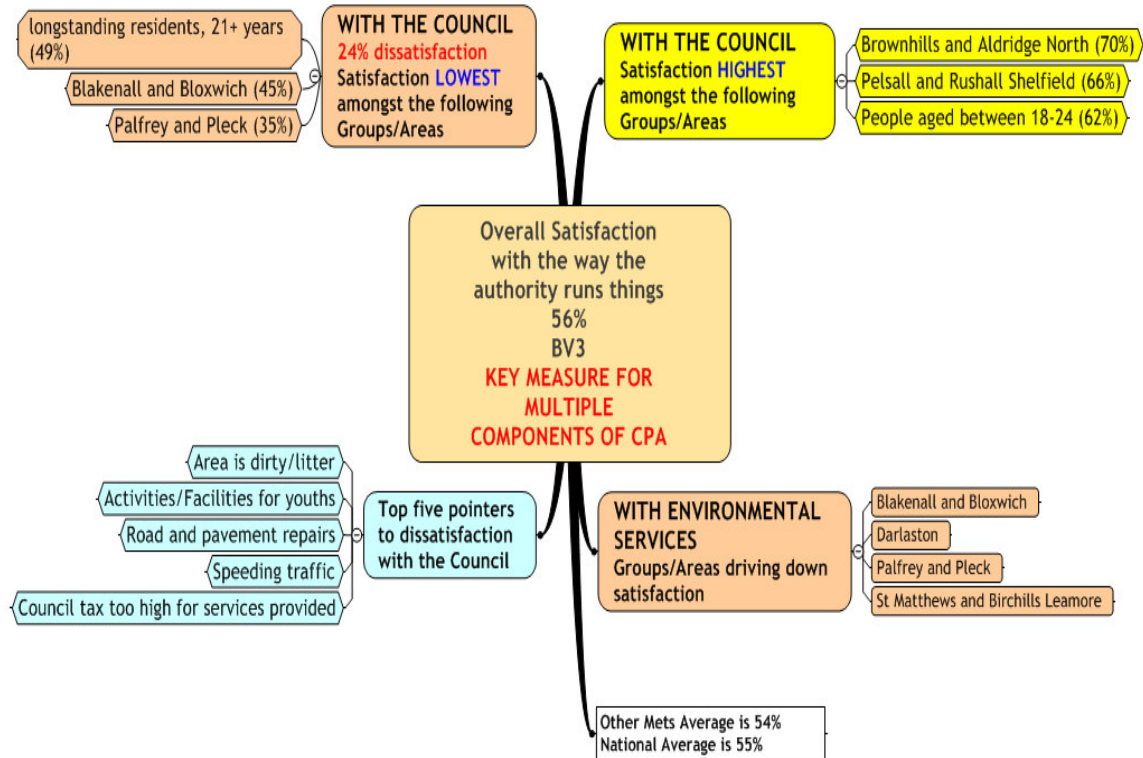 longstanding residents, 21+ years
(49%)
Blakenall and Bloxwich (45%)
Palfrey and Pleck (35%)
WITH THE COUNCIL
24% dissatisfaction
Satisfaction LOWEST
amongst the following
Groups/Areas
WITH THE COUNCIL
Satisfaction HIGHEST
amongst the following
Groups/Areas
Brownhills and Aldridge North (70%)
Pelsall and Rushall Shelfield (66%)
People aged between 18-24 (62%)
Overall Satisfaction
with the way the
authority runs things
56%
BV3
KEY MEASURE FOR
MULTIPLE
COMPONENTS OF CPA
Area is dirty/litter
Activities/Facilities for youths
Road and pavement repairs
Speeding traffic
Council tax too high for services provided
Top five pointers
to dissatisfaction
with the Council
WITH ENVIRONMENTAL
SERVICES
Groups/Areas driving down
satisfaction
Blakenall and Bloxwich
Darlaston
Palfrey and Pleck
St Matthews and Birchills Leamore
Other Mets Average is 54%
National Average is 55%